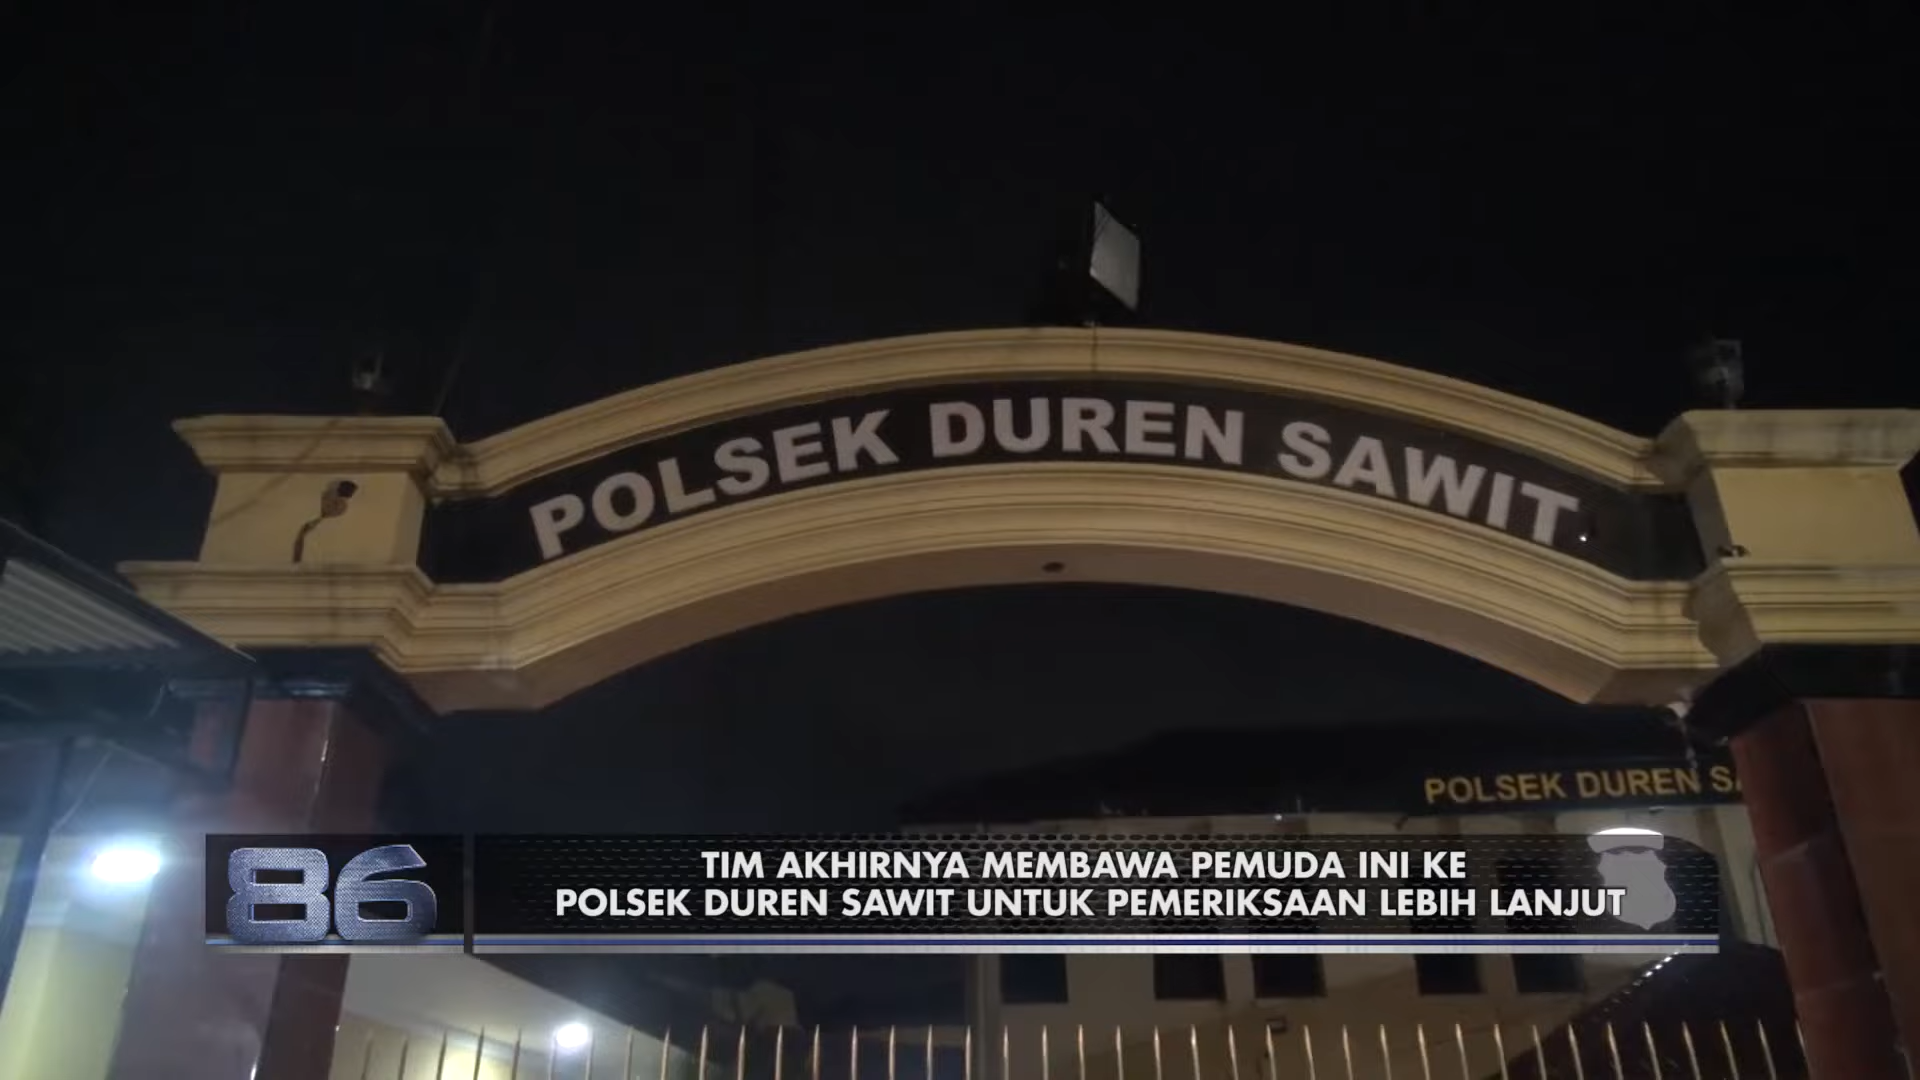 POLSEK DUREN SAWIT
POLSEK DUREN
86
TIM AKHIRNYA MEMBAWA PEMUDA INI KE
POLSEK DUREN SAWIT UNTUK PEMERIKSAAN LEBIH LANJUT